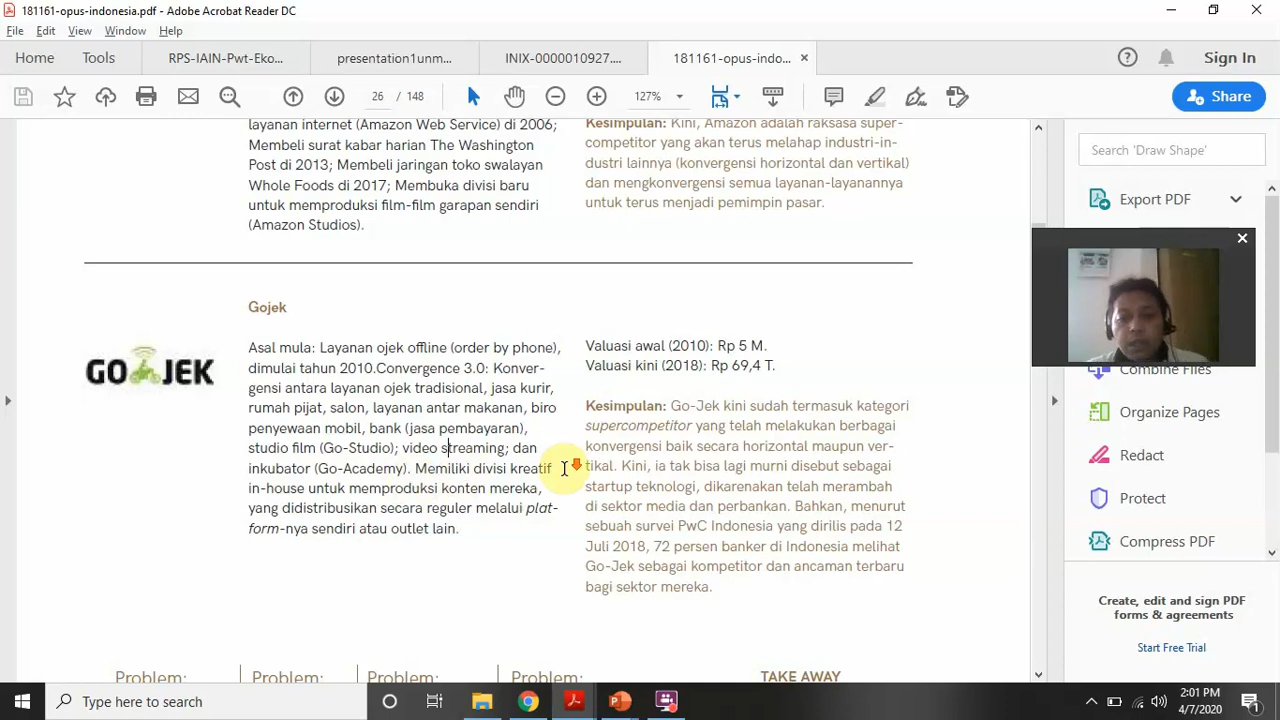 181161-opus-indonesia.pdf - Adobe Acrobat Reader DC
File Edit View Window Help
Home Tools RPS-IAIN-Pwt-Eko... presentation1unm... INIX-0000010927.... 181161-opus-indo... Sign In
26 / 148 127% Share
layanan internet (Amazon Web Service) di 2006;
Membeli surat kabar harian The Washington
Post di 2013; Membeli jaringan toko swalayan
Whole Foods di 2017; Membuka divisi baru
untuk memproduksi film-film garapan sendiri
(Amazon Studios).
Kesimpulan: Kini, Amazon adalah raksasa super-
competitor yang akan terus melahap industri-in-
dustri lainnya (konvergensi horizontal dan vertikal)
dan mengkonvergensi semua layanan-layanannya
untuk terus menjadi pemimpin pasar.
Gojek
GO JEK
Asal mula: Layanan ojek offline (order by phone),
dimulai tahun 2010.Convergence 3.0: Konver-
gensi antara layanan ojek tradisional, jasa kurir,
rumah pijat, salon, layanan antar makanan, biro
penyewaan mobil, bank (jasa pembayaran),
studio film (Go-Studio); video streaming; dan
inkubator (Go-Academy). Memiliki divisi kreatif
in-house untuk memproduksi konten mereka,
yang didistribusikan secara reguler melalui plat-
form-nya sendiri atau outlet lain.
Valuasi awal (2010): Rp 5 M.
Valuasi kini (2018): Rp 69,4 T.
Kesimpulan: Go-Jek kini sudah termasuk kategori
supercompetitor yang telah melakukan berbagai
konvergensi baik secara horizontal maupun ver-
tikal. Kini, ia tak bisa lagi murni disebut sebagai
startup teknologi, dikarenakan telah merambah
di sektor media dan perbankan. Bahkan, menurut
sebuah survei PwC Indonesia yang dirilis pada 12
Juli 2018, 72 persen banker di Indonesia melihat
Go-Jek sebagai kompetitor dan ancaman terbaru
bagi sektor mereka.
Problem: Problem: Problem: Problem: TAKE AWAY
Search 'Draw Shape'
Export PDF
Combine Files
Organize Pages
Redact
Protect
Compress PDF
Create, edit and sign PDF
forms & agreements
Start Free Trial
Type here to search
2:01 PM
4/7/2020
1